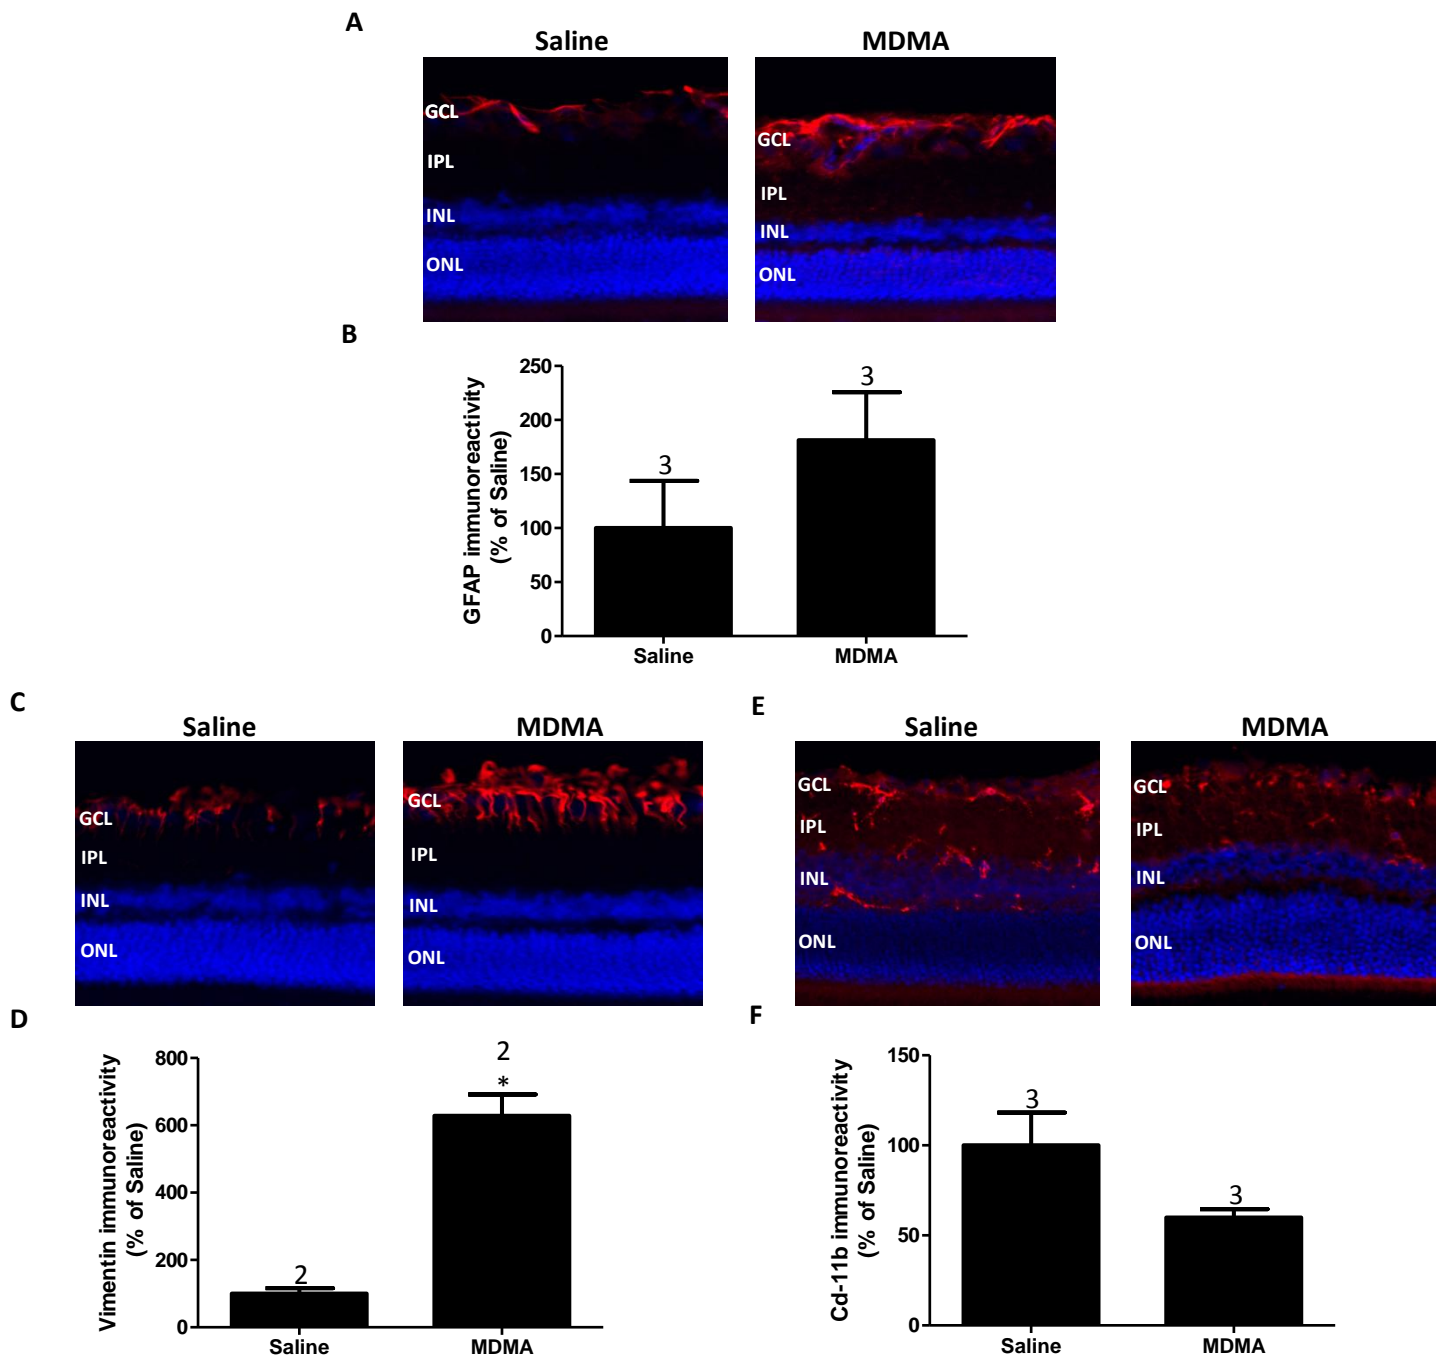 A
Saline MDMA
GCL
IPL
INL
ONL
GCL
IPL
INL
ONL
B
GFAP immunoreactivity
(% of Saline)
250
200
150
100
50
0
3
3
Saline MDMA
C
Saline MDMA
GCL
IPL
INL
ONL
GCL
IPL
INL
ONL
D
Vimentin immunoreactivity
(% of Saline)
800
600
400
200
0
2
2
*
Saline MDMA
E
Saline MDMA
GCL
IPL
INL
ONL
GCL
IPL
INL
ONL
F
Cd-11b immunoreactivity
(% of Saline)
150
100
50
0
3
3
Saline MDMA